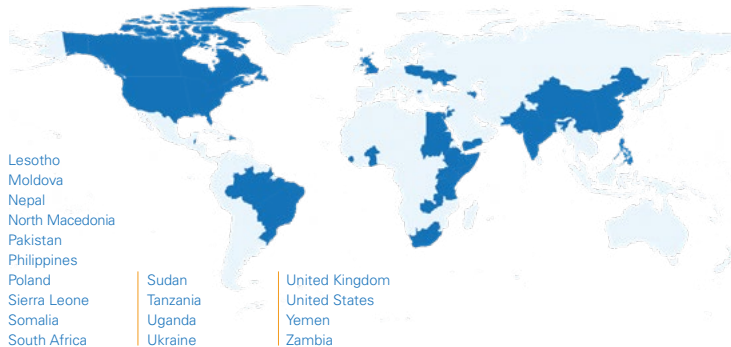 Lesotho
Moldova
Nepal
North Macedonia
Pakistan
Philippines
Poland
Sierra Leone
Somalia
South Africa
Sudan
Tanzania
Uganda
Ukraine
United Kingdom
United States
Yemen
Zambia